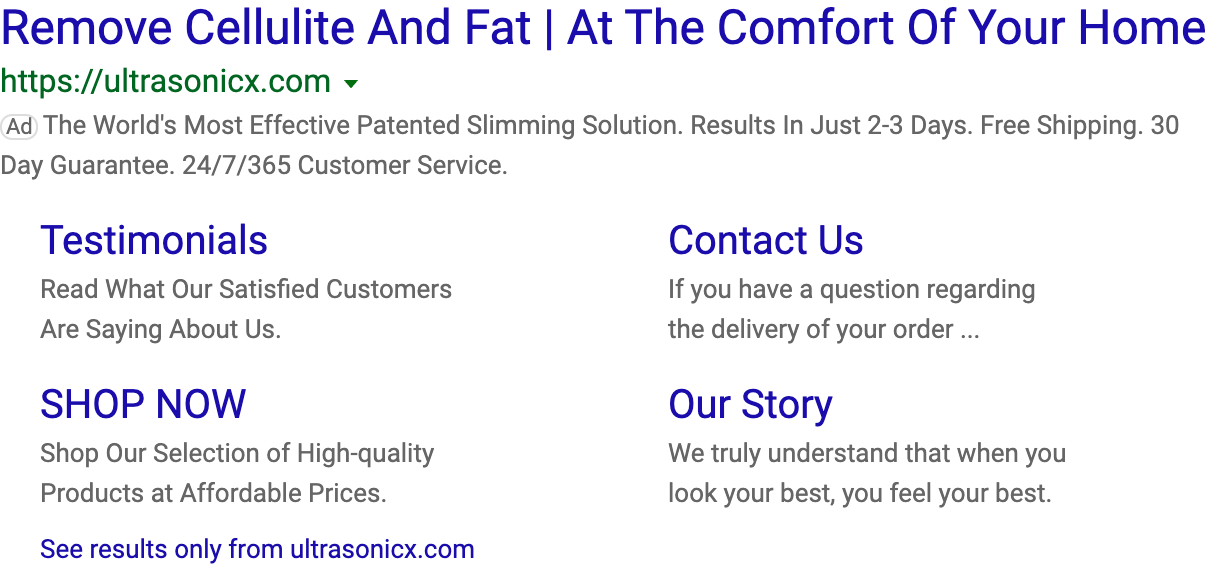 Remove Cellulite And Fat | At The Comfort Of Your Home
https://ultrasonicx.com
Ad The World's Most Effective Patented Slimming Solution. Results In Just 2-3 Days. Free Shipping. 30
Day Guarantee. 24/7/365 Customer Service.
Testimonials
Read What Our Satisfied Customers
Are Saying About Us.
Contact Us
If you have a question regarding
the delivery of your order ...
SHOP NOW
Shop Our Selection of High-quality
Products at Affordable Prices.
Our Story
We truly understand that when you
look your best, you feel your best.
See results only from ultrasonicx.com